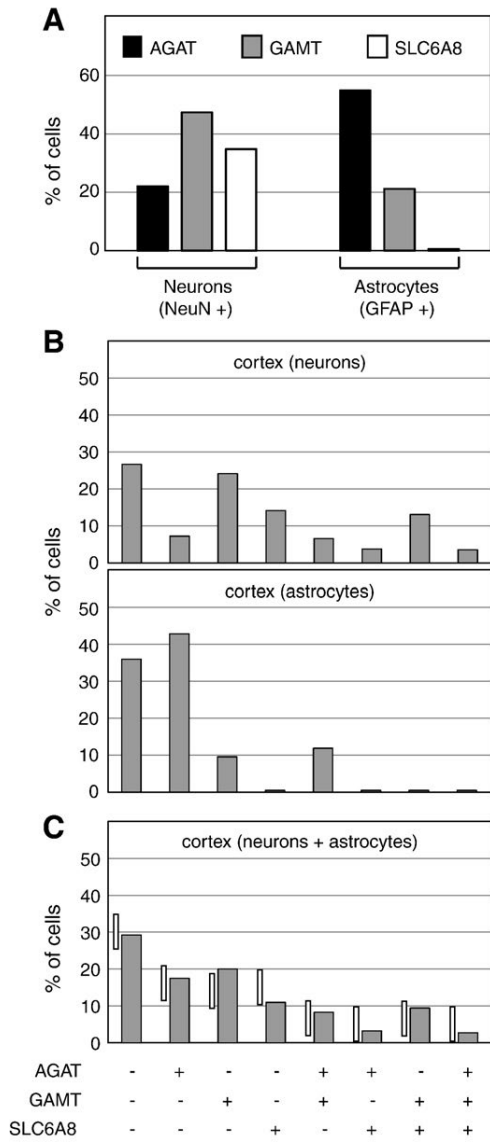 A
AGAT GAMT SLC6A8
60
40
20
0
% of cells
Neurons
(NeuN +)
Astrocytes
(GFAP +)
B
cortex (neurons)
50
40
30
20
10
0
% of cells
cortex (astrocytes)
50
40
30
20
10
0
C
cortex (neurons + astrocytes)
50
40
30
20
10
0
% of cells
AGAT - + - - + + - +
GAMT - - + - + - + +
SLC6A8 - - - + - + + +